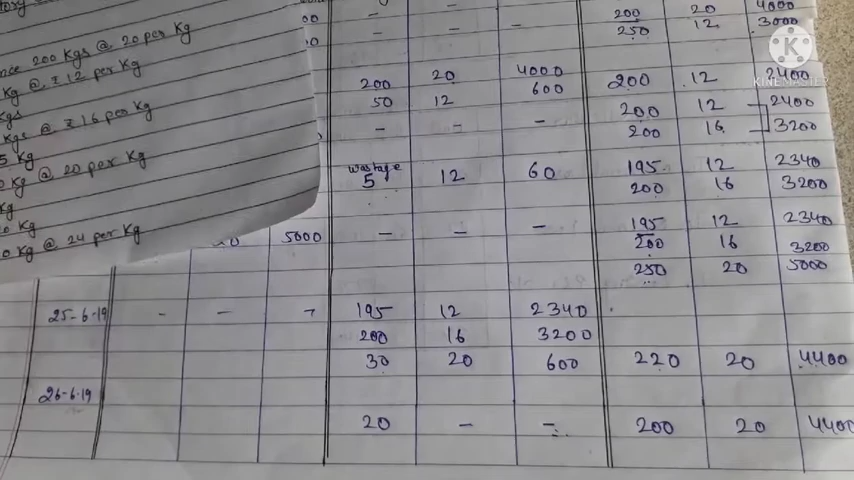 nce 200 Kgs @ 20 per Kg
Kg @ ₹ 12 per Kg
Kgs
Kgs @ ₹ 16 per Kg
5 Kg
0 Kg @ 20 per Kg
Kg
0 Kg
0 Kg @ 24 per Kg
KINEMASTER
200 20 4000
- - - 250 12 3000
200 20 4000 200 12 2400
50 12 600
200 12 2400
- - - 200 16 3200
wastage
5 12 60 195 12 2340
200 16 3200
5000 - - - 195 12 2340
200 16 3200
250 20 5000
25-6-19 - - - 195 12 2340
200 16 3200
30 20 600 220 20 4400
26-6-19
20 - - 200 20 4400